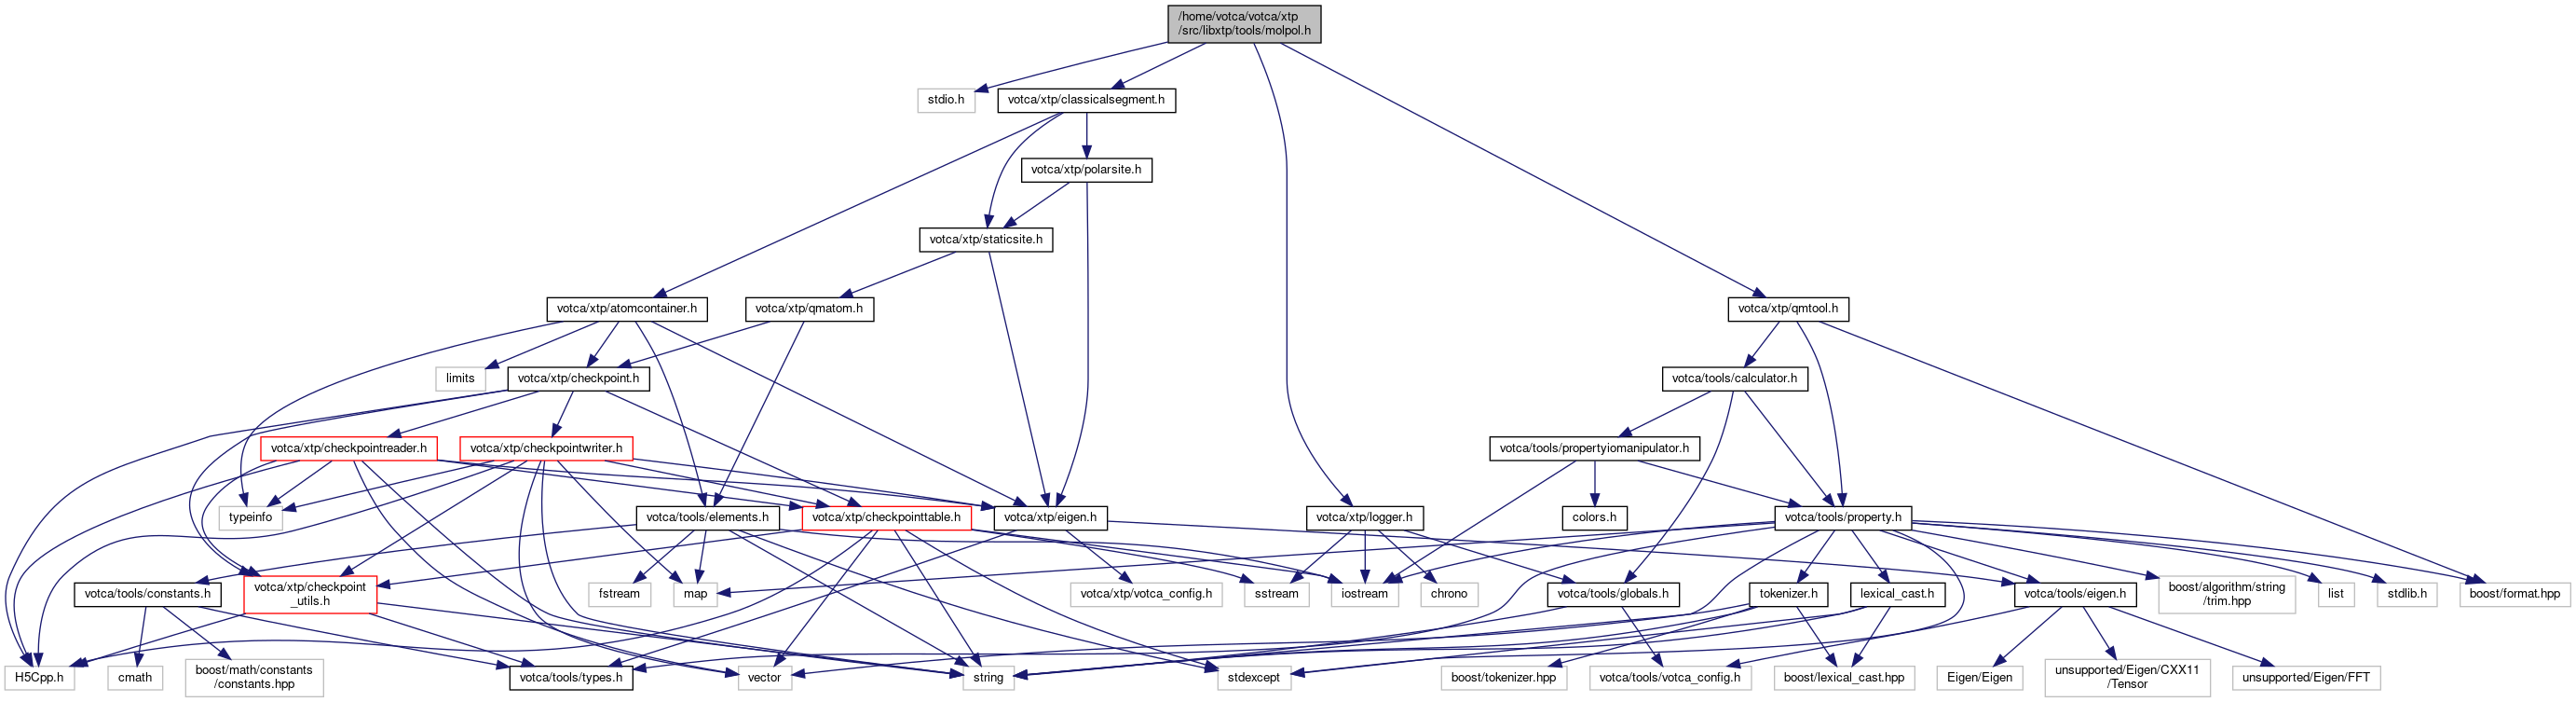 /home/votca/votca/xtp
/src/libxtp/tools/molpol.h
stdio.h
votca/xtp/classicalsegment.h
votca/xtp/polarsite.h
votca/xtp/staticsite.h
votca/xtp/atomcontainer.h
votca/xtp/qmatom.h
votca/xtp/qmtool.h
limits
votca/xtp/checkpoint.h
votca/tools/calculator.h
votca/xtp/checkpointreader.h
votca/xtp/checkpointwriter.h
votca/tools/propertyiomanipulator.h
typeinfo
votca/tools/elements.h
votca/xtp/checkpointtable.h
votca/xtp/eigen.h
votca/xtp/logger.h
colors.h
votca/tools/property.h
votca/tools/constants.h
votca/xtp/checkpoint
_utils.h
fstream
map
votca/xtp/votca_config.h
sstream
iostream
chrono
votca/tools/globals.h
tokenizer.h
lexical_cast.h
votca/tools/eigen.h
boost/algorithm/string
/trim.hpp
list
stdlib.h
boost/format.hpp
H5Cpp.h
cmath
boost/math/constants
/constants.hpp
votca/tools/types.h
vector
string
stdexcept
boost/tokenizer.hpp
votca/tools/votca_config.h
boost/lexical_cast.hpp
Eigen/Eigen
unsupported/Eigen/CXX11
/Tensor
unsupported/Eigen/FFT